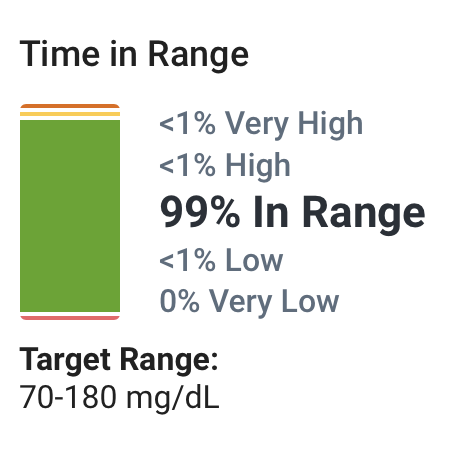 Time in Range
<1% Very High
<1% High
99% In Range
<1% Low
0% Very Low
Target Range:
70-180 mg/dL